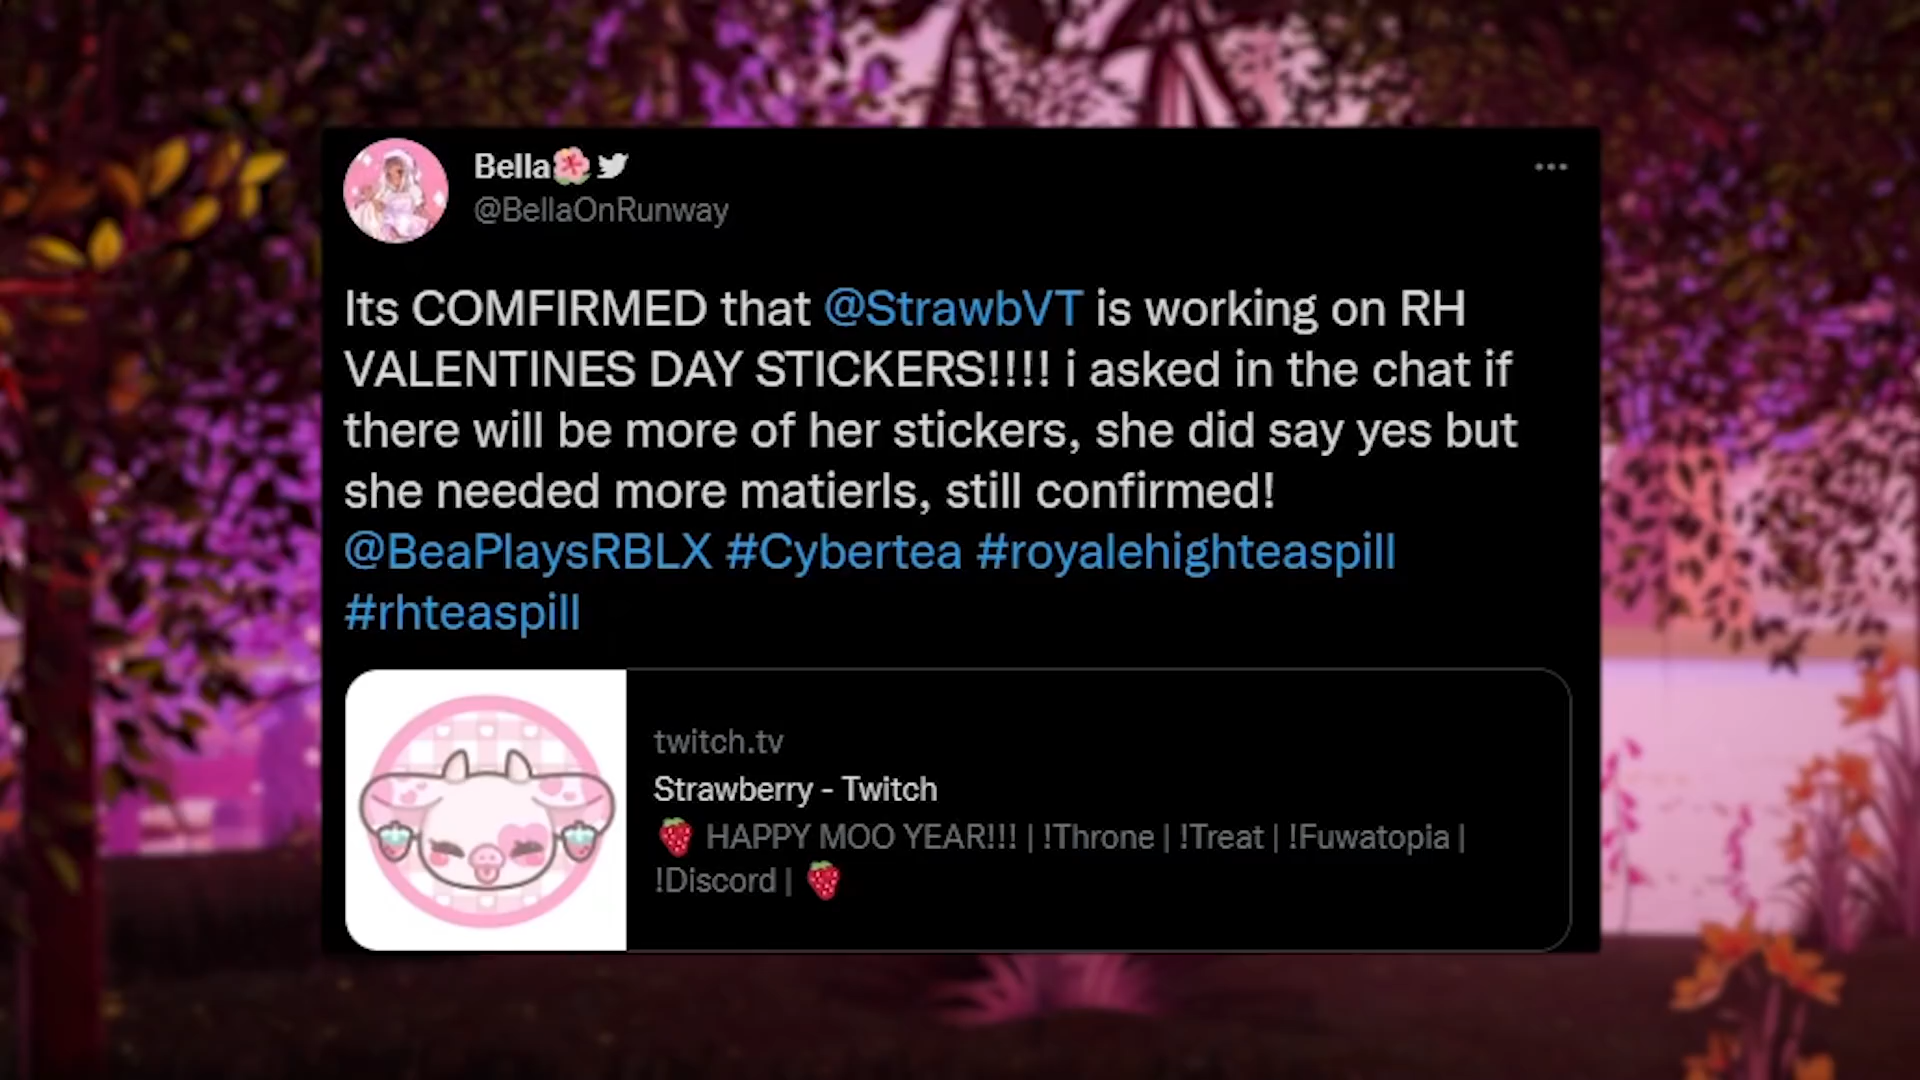 Bella🌺
@BellaOnRunway
Its COMFIRMED that @StrawbVT is working on RH
VALENTINES DAY STICKERS!!!! i asked in the chat if
there will be more of her stickers, she did say yes but
she needed more matierls, still confirmed!
@BeaPlaysRBLX #Cybertea #royalehighteaspill
#rhteaspill
twitch.tv
Strawberry - Twitch
🍓 HAPPY MOO YEAR!!! | !Throne | !Treat | !Fuwatopia |
!Discord | 🍓